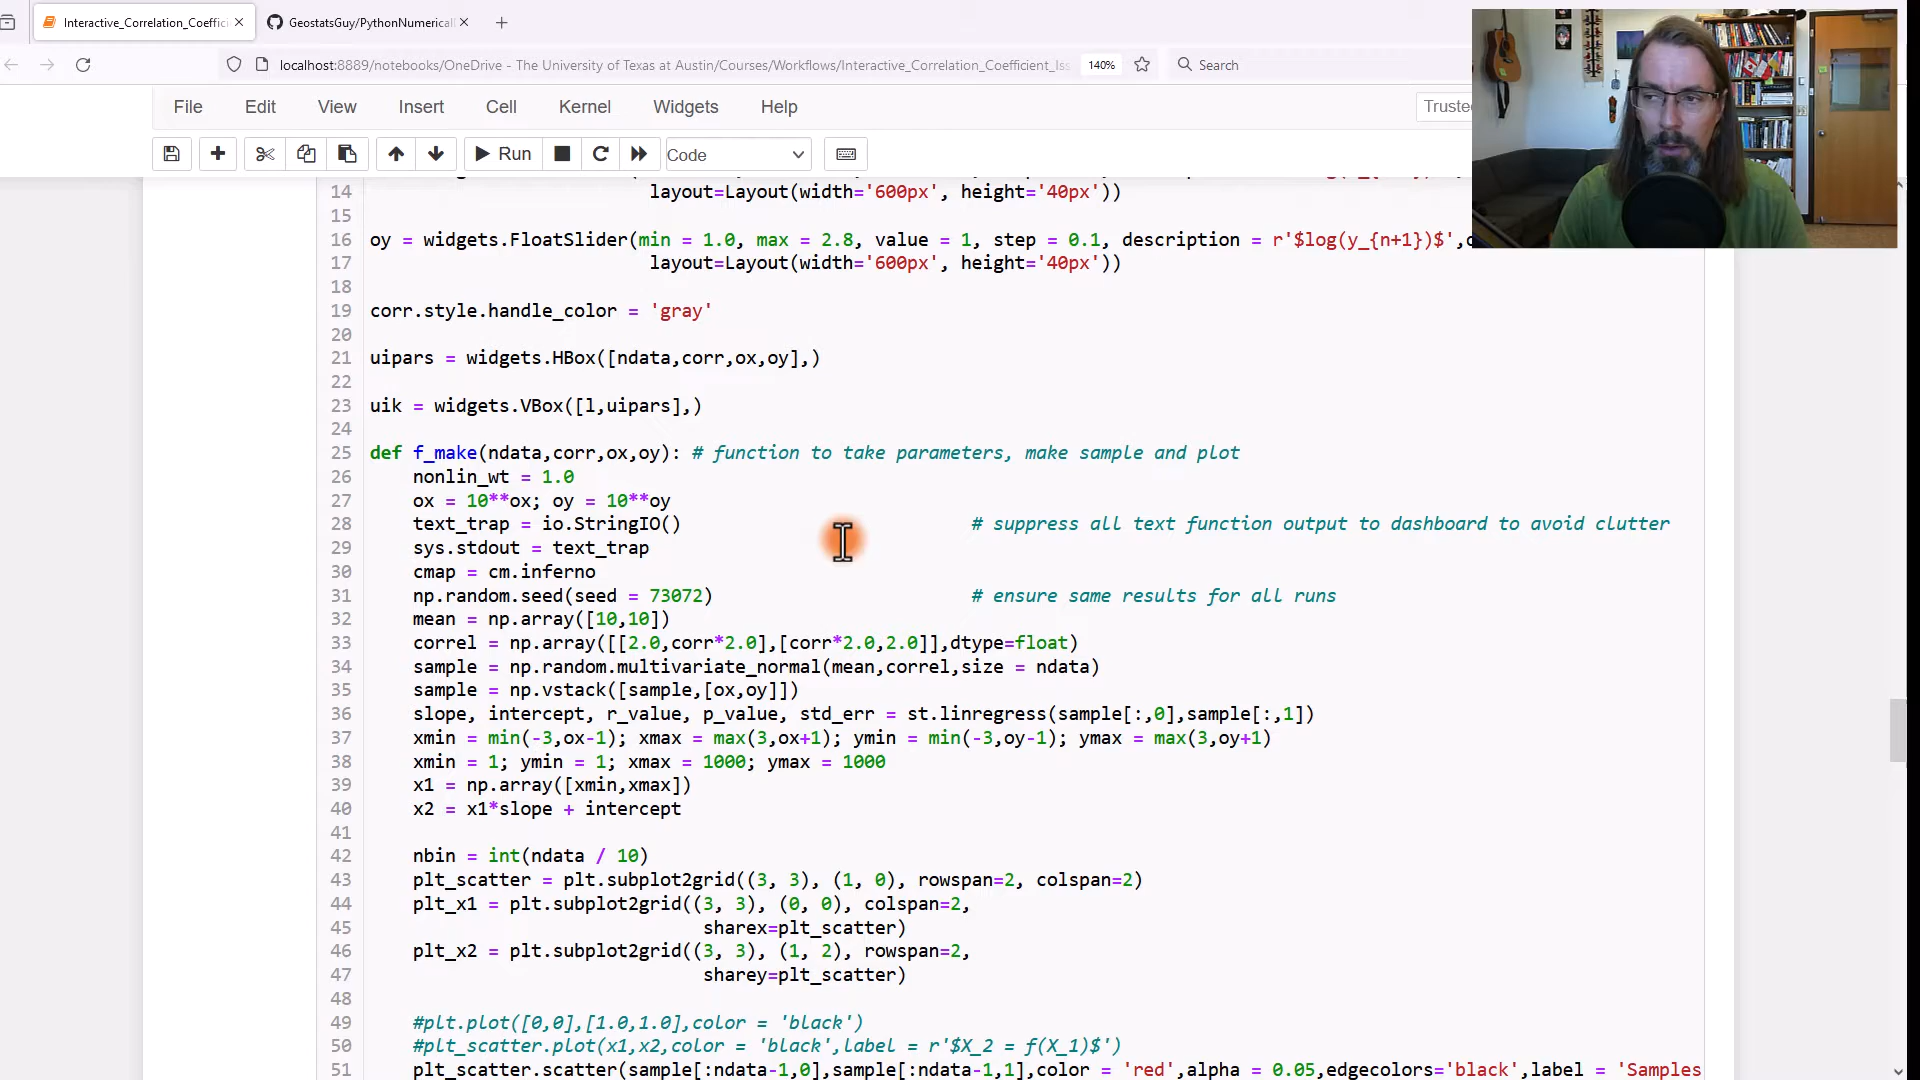 Interactive_Correlation_Coeffici
GeostatsGuy/PythonNumerical
localhost:8889/notebooks/OneDrive - The University of Texas at Austin/Courses/Workflows/Interactive_Correlation_Coefficient_Iss
140%
Search
File Edit View Insert Cell Kernel Widgets Help
Trusted
Run
Code
14 layout=Layout(width='600px', height='40px'))
15
16 oy = widgets.FloatSlider(min = 1.0, max = 2.8, value = 1, step = 0.1, description = r'$log(y_{n+1})$',
17 layout=Layout(width='600px', height='40px'))
18
19 corr.style.handle_color = 'gray'
20
21 uipars = widgets.HBox([ndata,corr,ox,oy],)
22
23 uik = widgets.VBox([l,uipars],)
24
25 def f_make(ndata,corr,ox,oy): # function to take parameters, make sample and plot
26 nonlin_wt = 1.0
27 ox = 10**ox; oy = 10**oy
28 text_trap = io.StringIO() # suppress all text function output to dashboard to avoid clutter
29 sys.stdout = text_trap
30 cmap = cm.inferno
31 np.random.seed(seed = 73072) # ensure same results for all runs
32 mean = np.array([10,10])
33 correl = np.array([[2.0,corr*2.0],[corr*2.0,2.0]],dtype=float)
34 sample = np.random.multivariate_normal(mean,correl,size = ndata)
35 sample = np.vstack([sample,[ox,oy]])
36 slope, intercept, r_value, p_value, std_err = st.linregress(sample[:,0],sample[:,1])
37 xmin = min(-3,ox-1); xmax = max(3,ox+1); ymin = min(-3,oy-1); ymax = max(3,oy+1)
38 xmin = 1; ymin = 1; xmax = 1000; ymax = 1000
39 x1 = np.array([xmin,xmax])
40 x2 = x1*slope + intercept
41
42 nbin = int(ndata / 10)
43 plt_scatter = plt.subplot2grid((3, 3), (1, 0), rowspan=2, colspan=2)
44 plt_x1 = plt.subplot2grid((3, 3), (0, 0), colspan=2,
45 sharex=plt_scatter)
46 plt_x2 = plt.subplot2grid((3, 3), (1, 2), rowspan=2,
47 sharey=plt_scatter)
48
49 #plt.plot([0,0],[1.0,1.0],color = 'black')
50 #plt_scatter.plot(x1,x2,color = 'black',label = r'$X_2 = f(X_1)$')
51 plt_scatter.scatter(sample[:ndata-1,0],sample[:ndata-1,1],color = 'red',alpha = 0.05,edgecolors='black',label = 'Samples